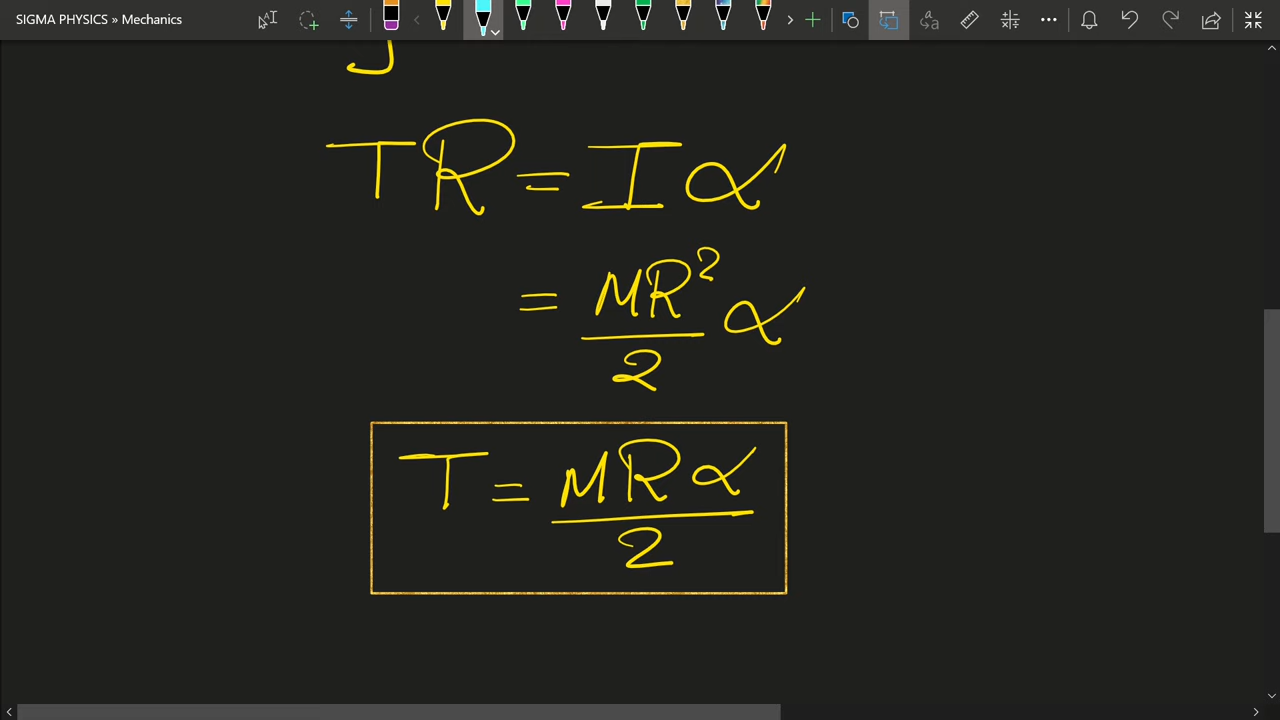 SIGMA PHYSICS » Mechanics
TR = Iα
= MR²/2 α
T = MRα/2